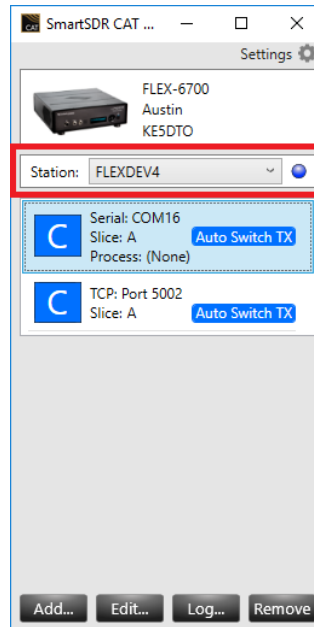 CAT SmartSDR CAT ...
Settings
FLEX-6700
Austin
KE5DTO
Station: FLEXDEV4
C
Serial: COM16
Slice: A Auto Switch TX
Process: (None)
C
TCP: Port 5002
Slice: A Auto Switch TX
Add... Edit... Log... Remove